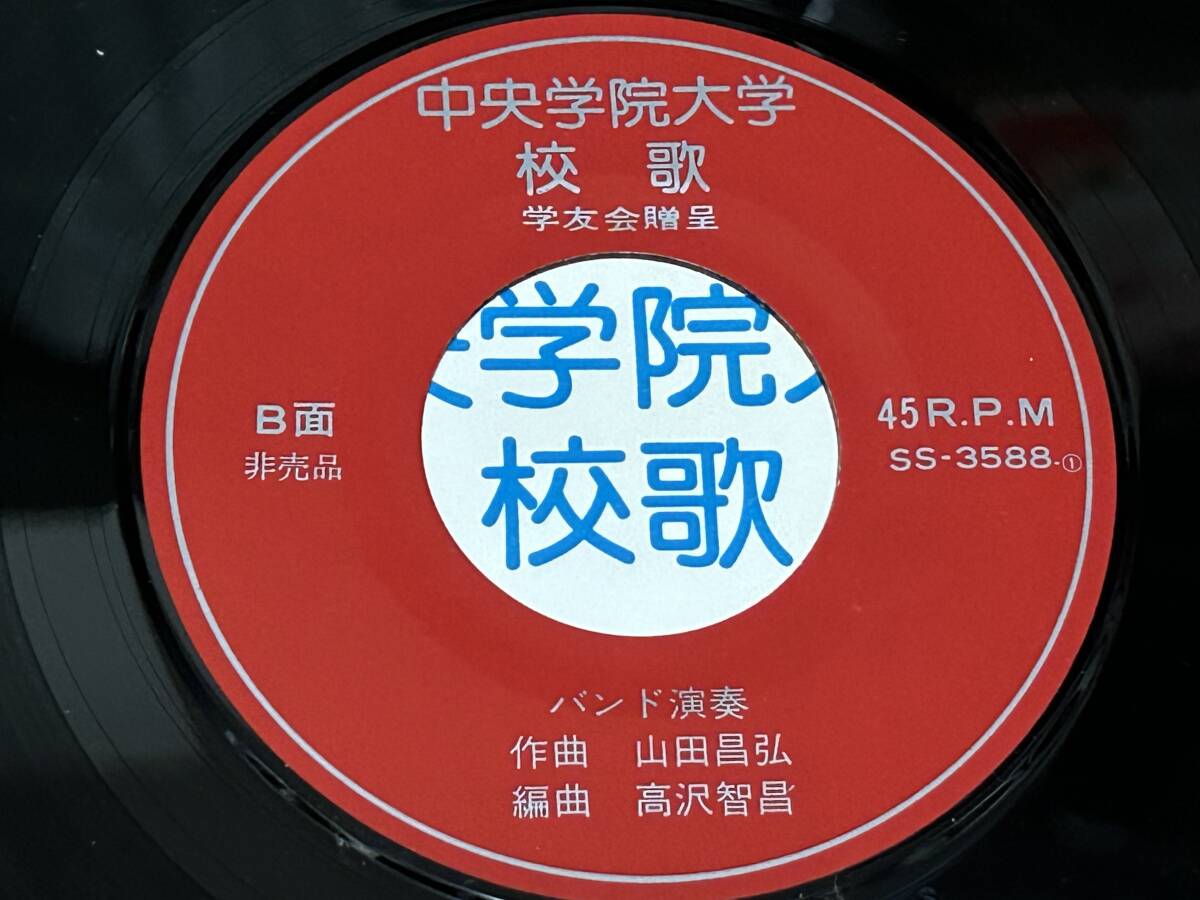 中央学院大学
校 歌
学友会贈呈
学院
校歌
B面
非売品
45 R.P.M
SS-3588-①
バンド演奏
作曲 山田昌弘
編曲 高沢智昌